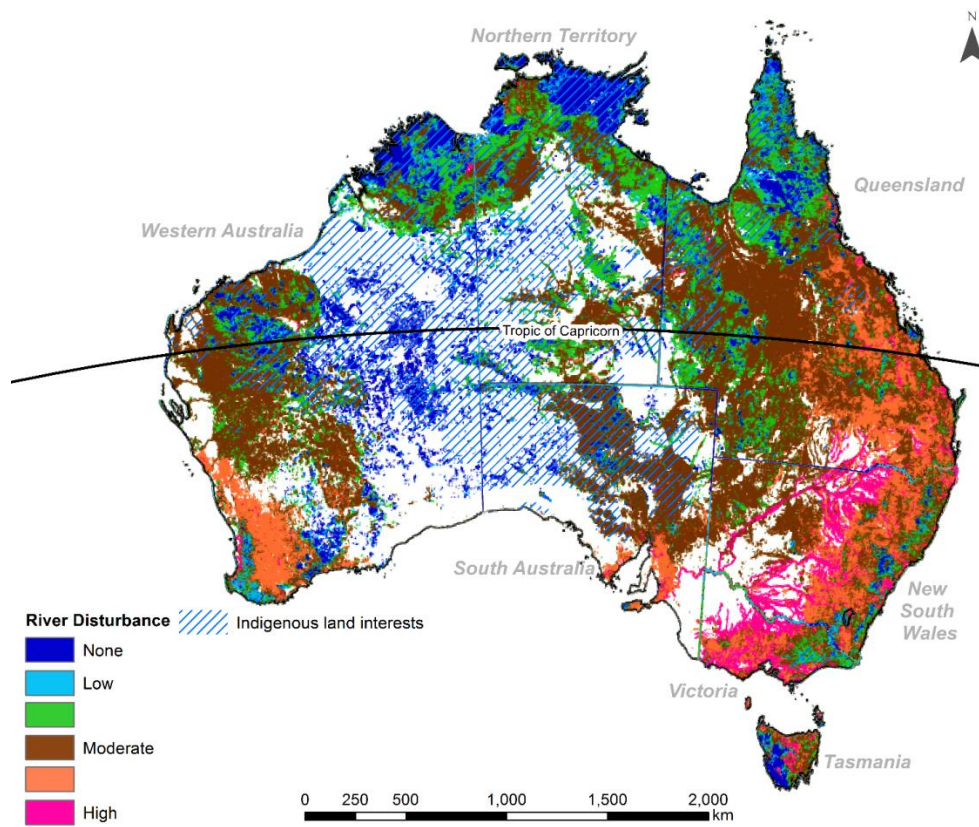 N
Northern Territory
Queensland
Western Australia
Tropic of Capricorn
South Australia
New
South
Wales
River Disturbance
Indigenous land interests
None
Low
Moderate
High
Victoria
Tasmania
0 250 500 1,000 1,500 2,000
km